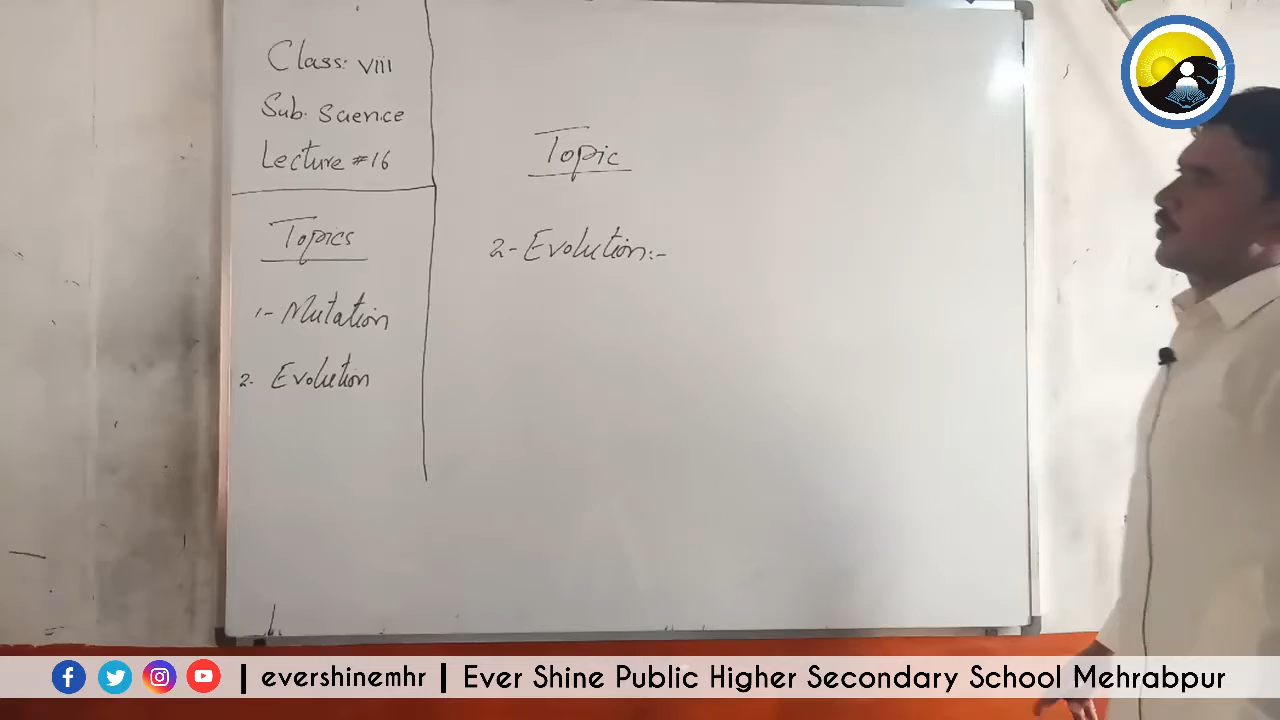 Class: VIII
Sub. Science
Lecture #16
Topics
1- Mutation
2. Evolution
Topic
2- Evolution:-
| evershinemhr | Ever Shine Public Higher Secondary School Mehrabpur